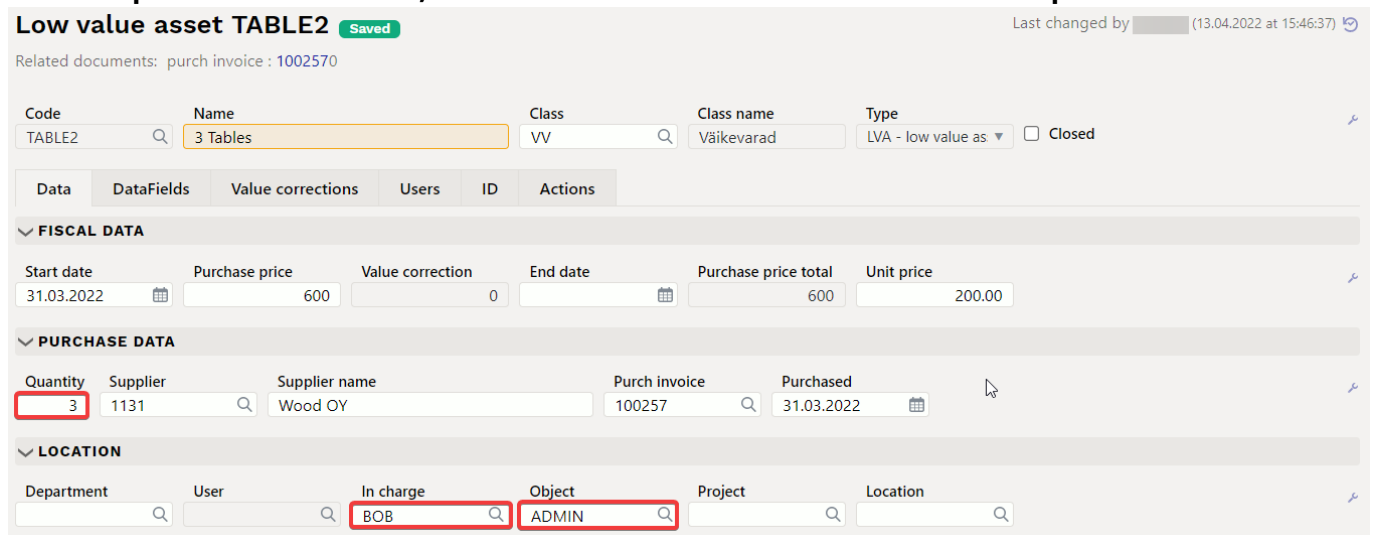 Low value asset TABLE2 Saved Last changed by (13.04.2022 at 15:46:37)
Related documents: purch invoice : 1002570
Code Name Class Class name Type
TABLE2 3 Tables VV Väikevarad LVA - low value as Closed
Data DataFields Value corrections Users ID Actions
FISCAL DATA
Start date Purchase price Value correction End date Purchase price total Unit price
31.03.2022 600 0 600 200.00
PURCHASE DATA
Quantity Supplier Supplier name Purch invoice Purchased
3 1131 Wood OY 100257 31.03.2022
LOCATION
Department User In charge Object Project Location
BOB ADMIN